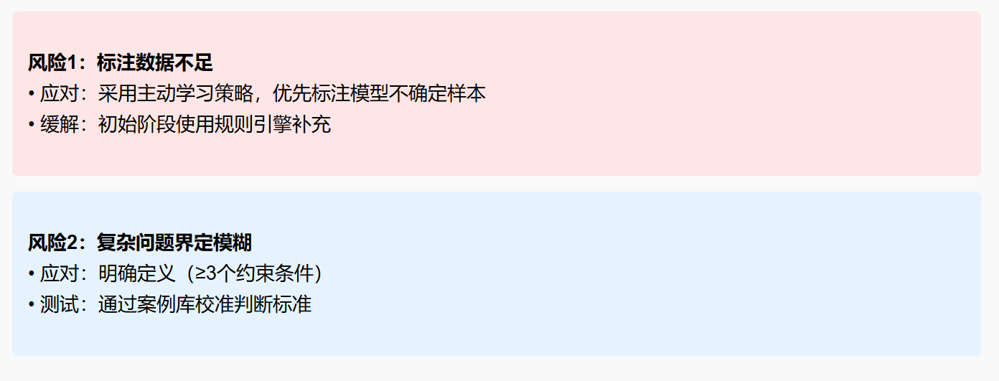 风险1：标注数据不足
• 应对：采用主动学习策略，优先标注模型不确定样本
• 缓解：初始阶段使用规则引擎补充
风险2：复杂问题界定模糊
• 应对：明确定义（≥3个约束条件）
• 测试：通过案例库校准判断标准